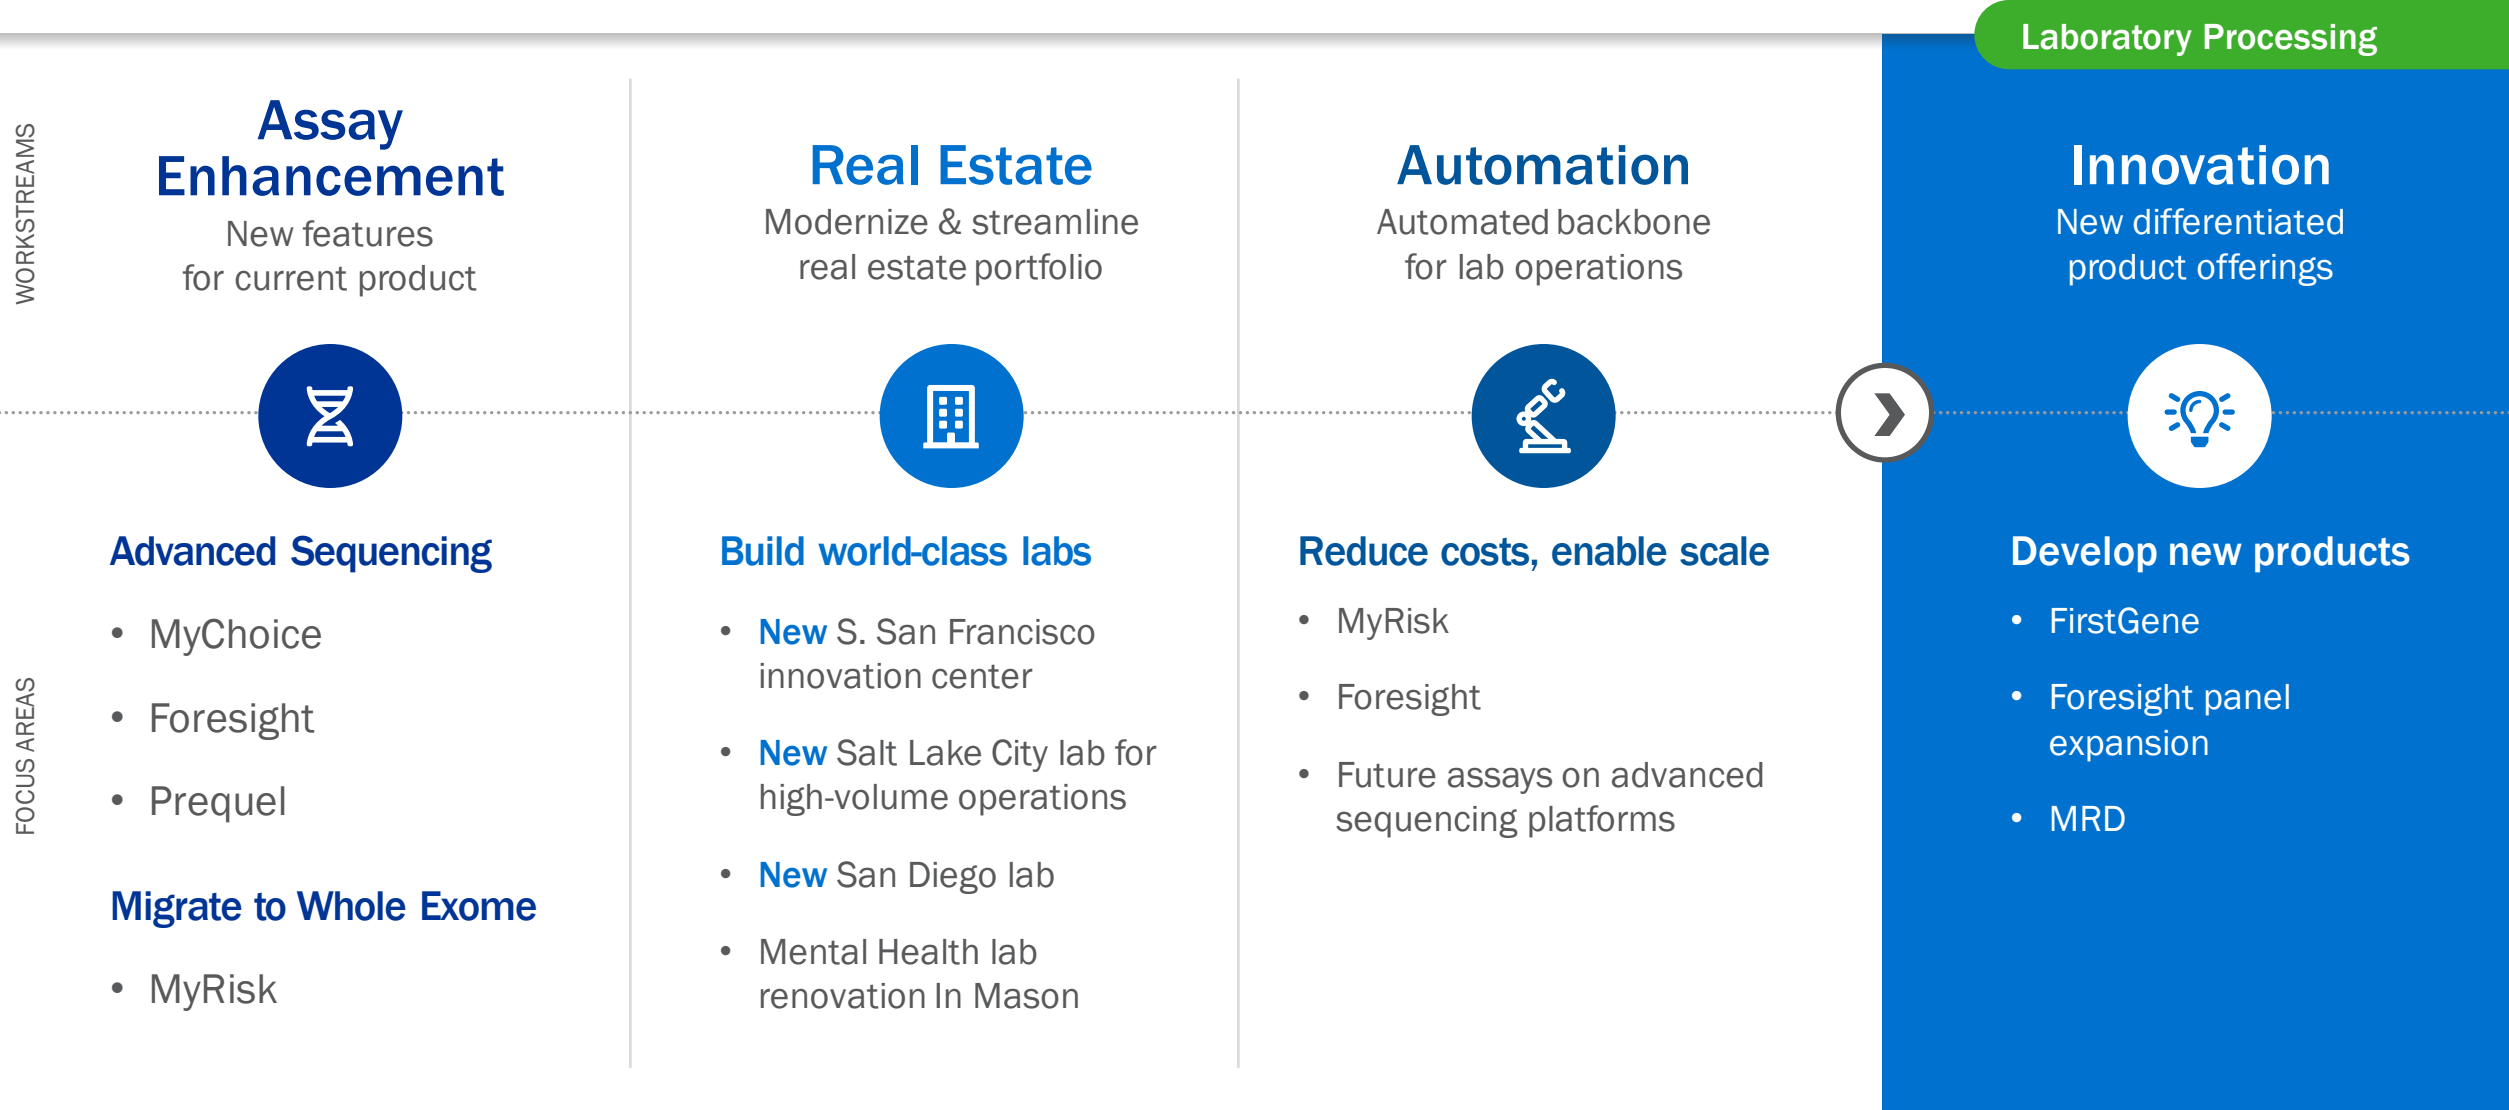 Laboratory Processing
WORKSTREAMS
Assay
Enhancement
New features
for current product
Real Estate
Modernize & streamline
real estate portfolio
Automation
Automated backbone
for lab operations
Innovation
New differentiated
product offerings
FOCUS AREAS
Advanced Sequencing
• MyChoice
• Foresight
• Prequel
Migrate to Whole Exome
• MyRisk
Build world-class labs
• New S. San Francisco
innovation center
• New Salt Lake City lab for
high-volume operations
• New San Diego lab
• Mental Health lab
renovation In Mason
Reduce costs, enable scale
• MyRisk
• Foresight
• Future assays on advanced
sequencing platforms
Develop new products
• FirstGene
• Foresight panel
expansion
• MRD